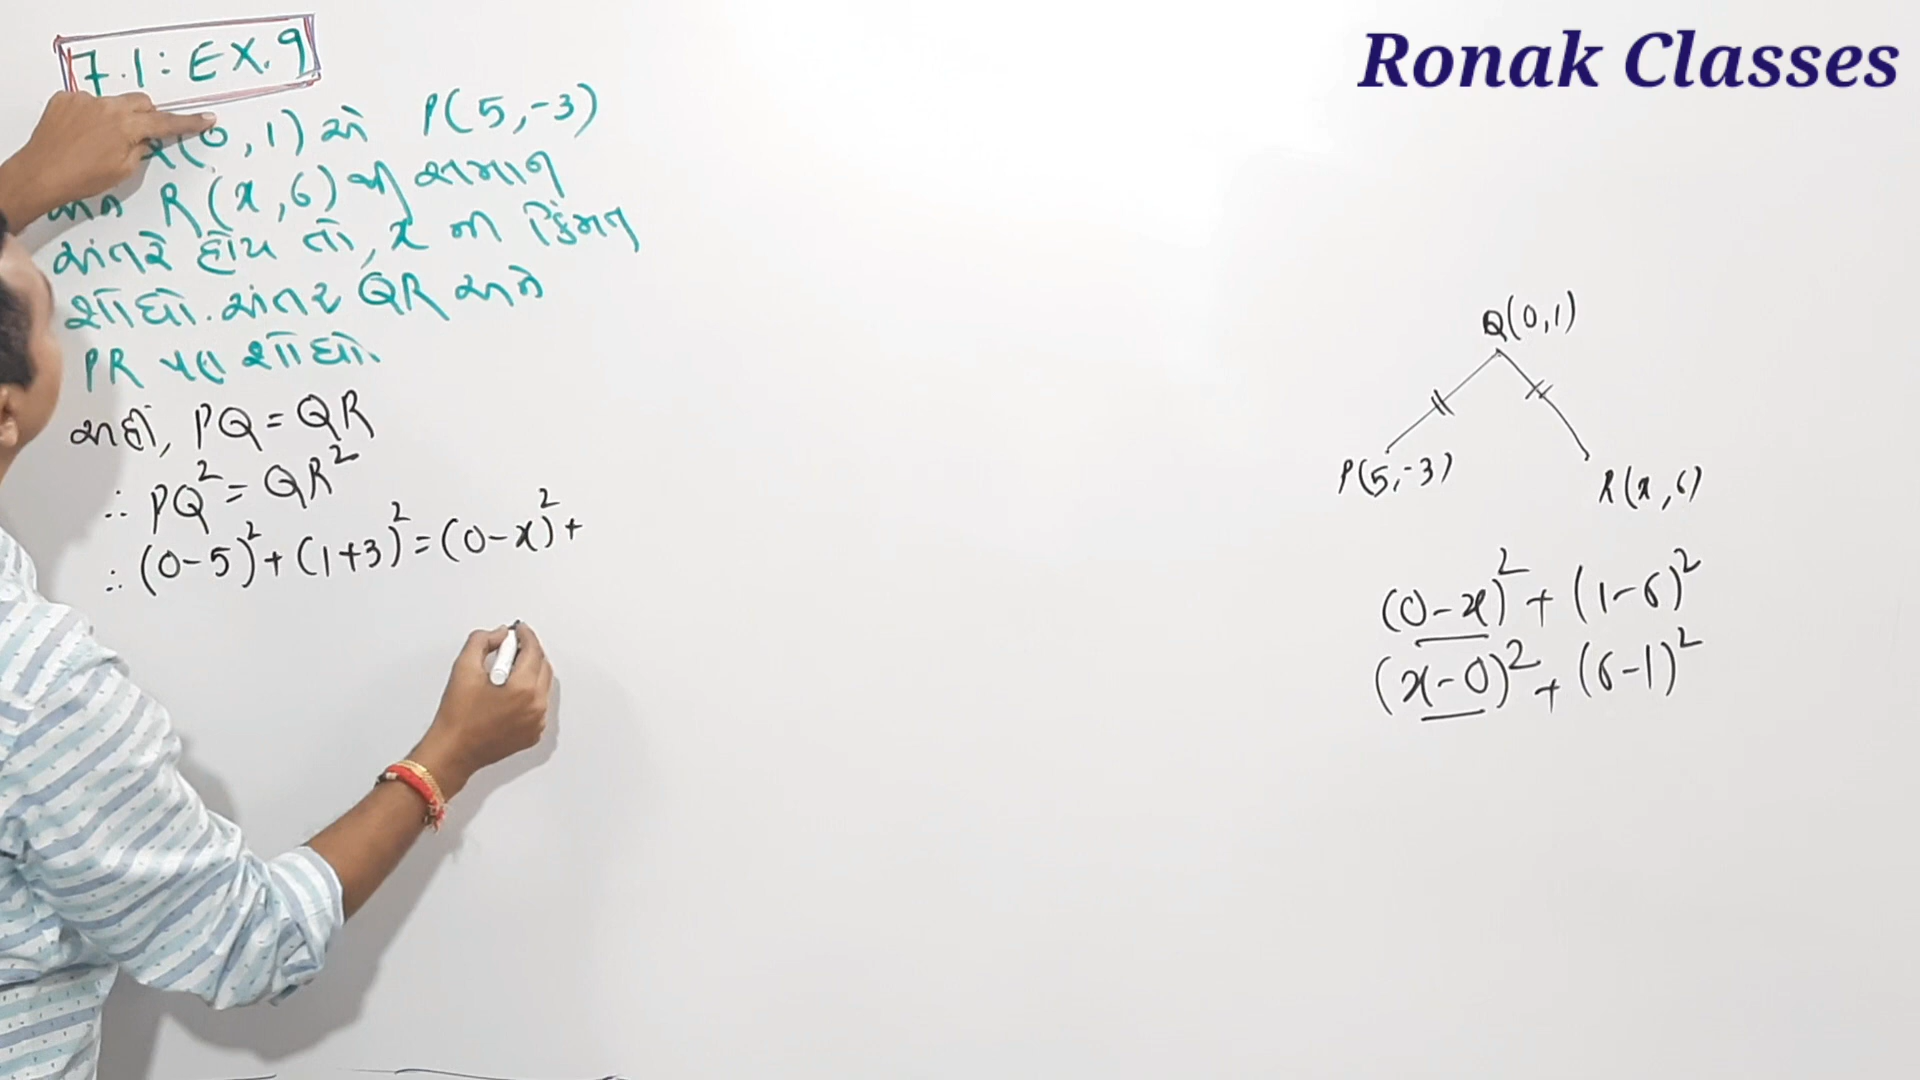 Ronak Classes
7.1: EX.9
(0,1) એ P(5,-3)
અને R(x,6) થી સમાન
અંતરે હોય તો, x ની કિંમત
શોધો. અંતર QR અને
PR પણ શોધો.
અહીં, PQ = QR
∴ PQ² = QR²
∴ (0-5)² + (1+3)² = (0-x)² +
Q(0,1)
P(5,-3)
R(x,6)
(0-x)² + (1-6)²
(x-0)² + (6-1)²